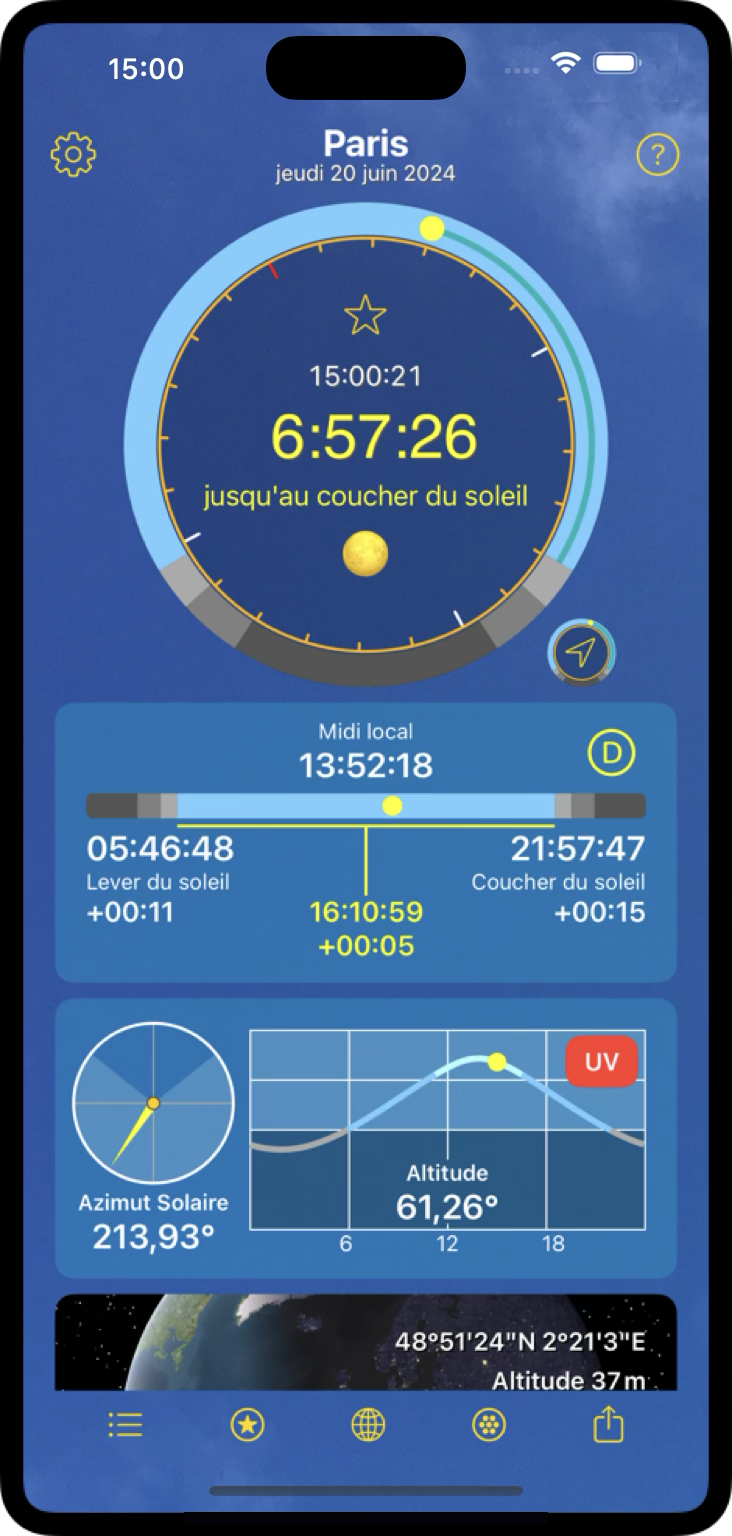 15:00
Paris
jeudi 20 juin 2024
?
15:00:21
6:57:26
jusqu'au coucher du soleil
Midi local
13:52:18
D
05:46:48
21:57:47
Lever du soleil
Coucher du soleil
+00:11
16:10:59
+00:15
+00:05
UV
Altitude
61,26°
Azimut Solaire
213,93°
6
12
18
48°51'24"N 2°21'3"E
Altitude 37 m